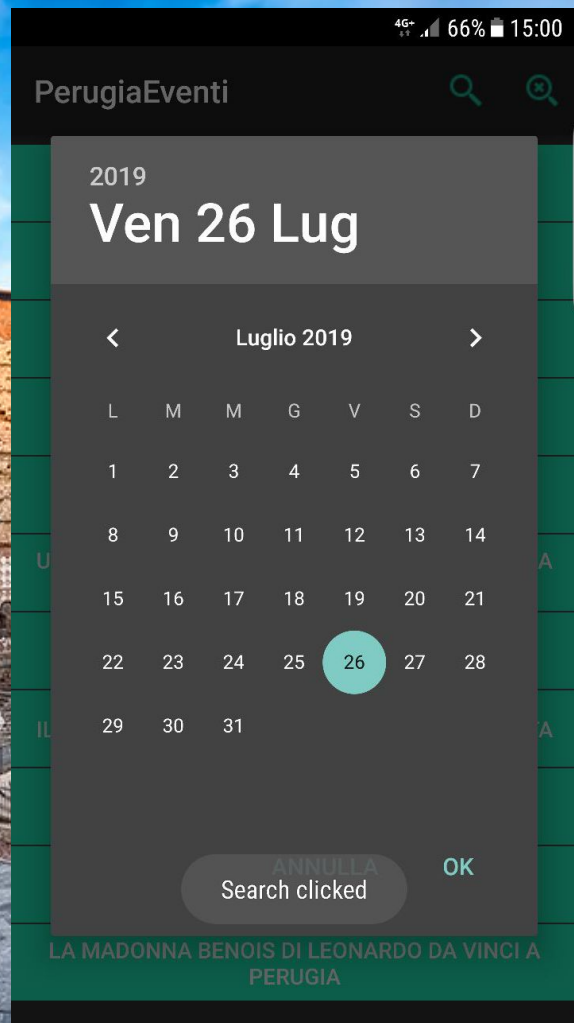 4G+ 66% 15:00
PerugiaEventi
2019
Ven 26 Lug
Luglio 2019
L M M G V S D
1 2 3 4 5 6 7
8 9 10 11 12 13 14
15 16 17 18 19 20 21
22 23 24 25 26 27 28
29 30 31
ANNULLA OK
Search clicked
LA MADONNA BENOIS DI LEONARDO DA VINCI A
PERUGIA